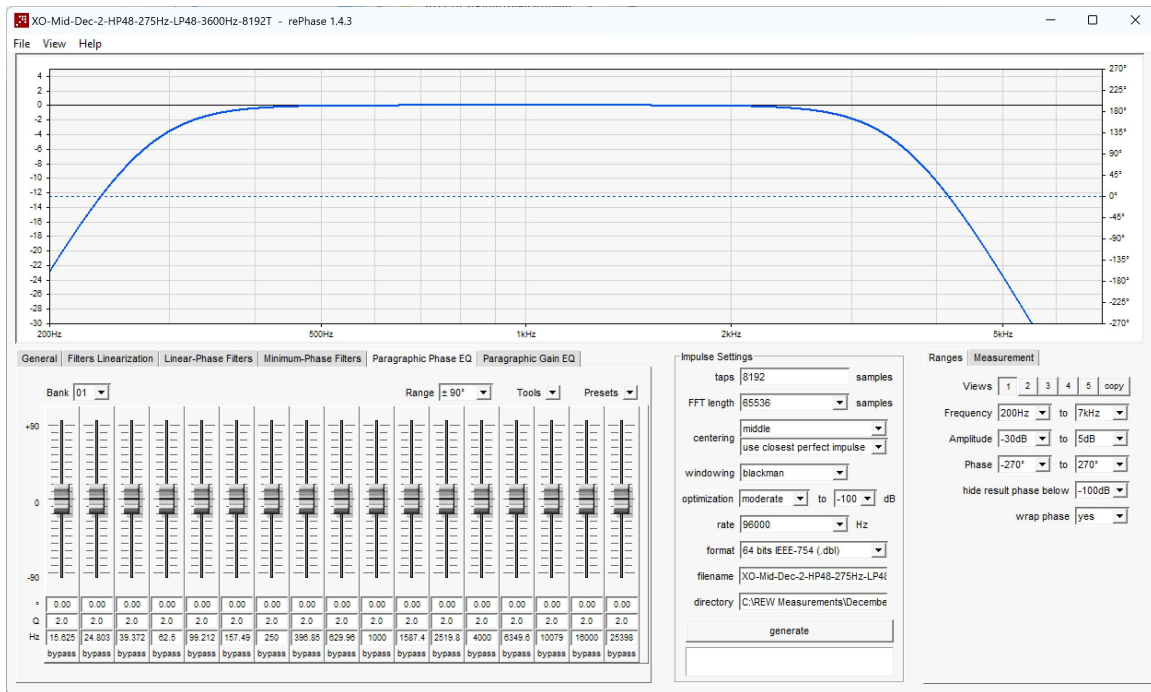 XO-Mid-Dec-2-HP48-275Hz-LP48-3600Hz-8192T - rePhase 1.4.3
File View Help
4
2
0
-2
-4
-6
-8
-10
-12
-14
-16
-18
-20
-22
-24
-26
-28
-30
270°
225°
180°
135°
90°
45°
0°
-45°
-90°
-135°
-180°
-225°
-270°
200Hz 500Hz 1kHz 2kHz 5kHz
General Filters Linearization Linear-Phase Filters Minimum-Phase Filters Paragraphic Phase EQ Paragraphic Gain EQ
Bank 01 Range ± 90° Tools Presets
+90
0
-90
° 0.00 0.00 0.00 0.00 0.00 0.00 0.00 0.00 0.00 0.00 0.00 0.00 0.00 0.00 0.00 0.00 0.00
Q 2.0 2.0 2.0 2.0 2.0 2.0 2.0 2.0 2.0 2.0 2.0 2.0 2.0 2.0 2.0 2.0 2.0
Hz 15.625 24.803 39.372 62.5 99.212 157.49 250 396.85 629.96 1000 1587.4 2519.8 4000 6349.6 10079 16000 25398
bypass bypass bypass bypass bypass bypass bypass bypass bypass bypass bypass bypass bypass bypass bypass bypass bypass
Impulse Settings
taps 8192 samples
FFT length 65536 samples
centering middle
use closest perfect impulse
windowing blackman
optimization moderate to -100 dB
rate 96000 Hz
format 64 bits IEEE-754 (.dbl)
filename XO-Mid-Dec-2-HP48-275Hz-LP48
directory C:\REW Measurements\Decembe
generate
Ranges Measurement
Views 1 2 3 4 5 copy
Frequency 200Hz to 7kHz
Amplitude -30dB to 5dB
Phase -270° to 270°
hide result phase below -100dB
wrap phase yes